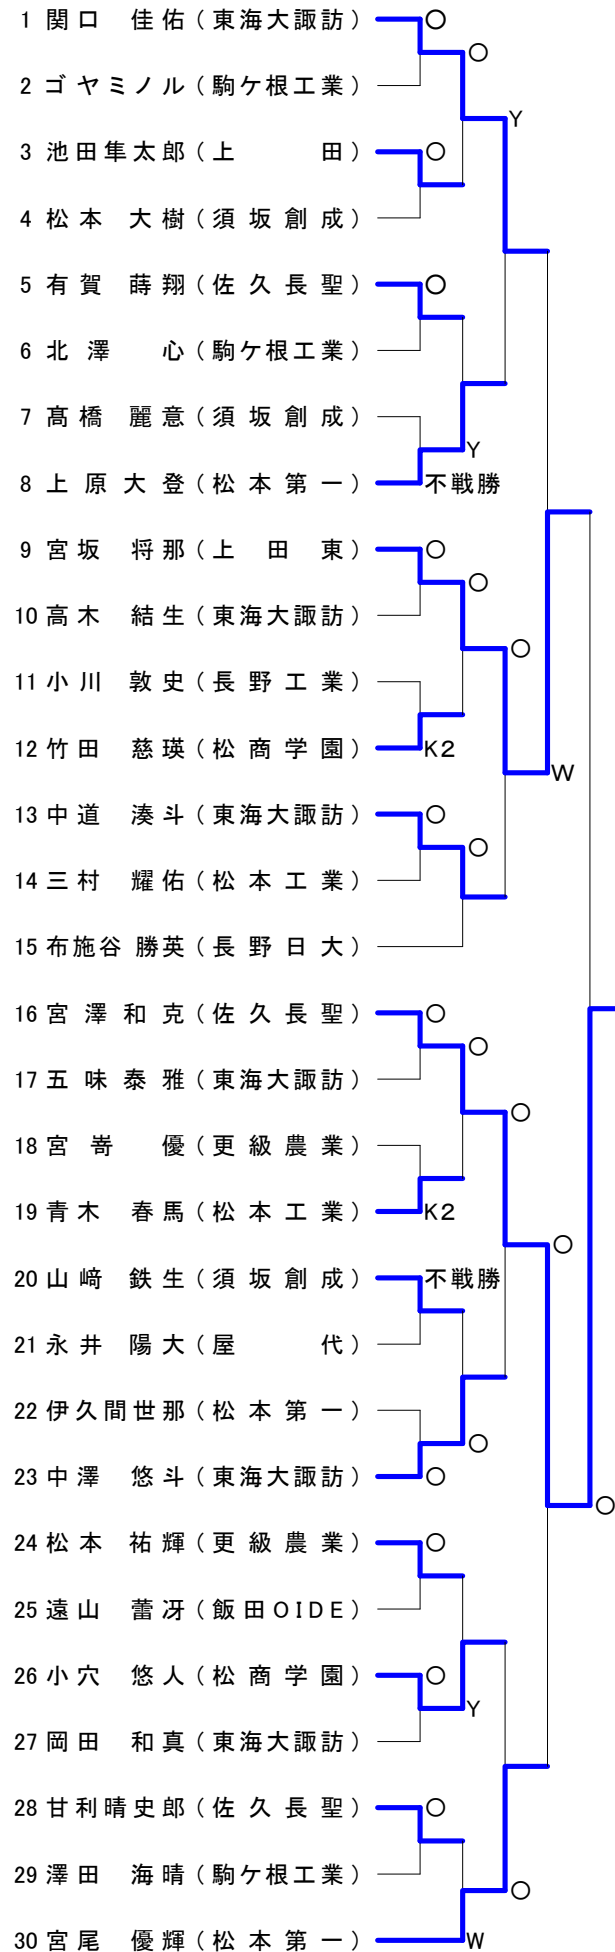 1 関口　佳佑（東海大諏訪） ○
○
2 ゴヤミノル（駒ケ根工業）
Y
3 池田隼太郎（上　　　田） ○
4 松本　大樹（須坂創成）
5 有賀　蒔翔（佐久長聖） ○
6 北澤　　心（駒ケ根工業）
7 髙橋　麗意（須坂創成）
Y
8 上原大登（松本第一） 不戦勝
9 宮坂　将那（上　田　東） ○
○
10 高木　結生（東海大諏訪）
○
11 小川　敦史（長野工業）
12 竹田　慈瑛（松商学園） K2
W
13 中道　湊斗（東海大諏訪） ○
○
14 三村　耀佑（松本工業）
15 布施谷 勝英（長野日大）
16 宮澤和克（佐久長聖） ○
○
17 五味泰雅（東海大諏訪）
○
18 宮嵜　　優（更級農業）
19 青木　春馬（松本工業） K2
○
20 山﨑　鉄生（須坂創成） 不戦勝
21 永井　陽大（屋　　　代）
22 伊久間世那（松本第一）
○
23 中澤　悠斗（東海大諏訪） ○
○
24 松本　祐輝（更級農業） ○
25 遠山　蕾冴（飯田OIDE）
26 小穴　悠人（松商学園） ○
Y
27 岡田　和真（東海大諏訪）
28 甘利晴史郎（佐久長聖） ○
29 澤田　海晴（駒ケ根工業）
○
30 宮尾　優輝（松本第一） W